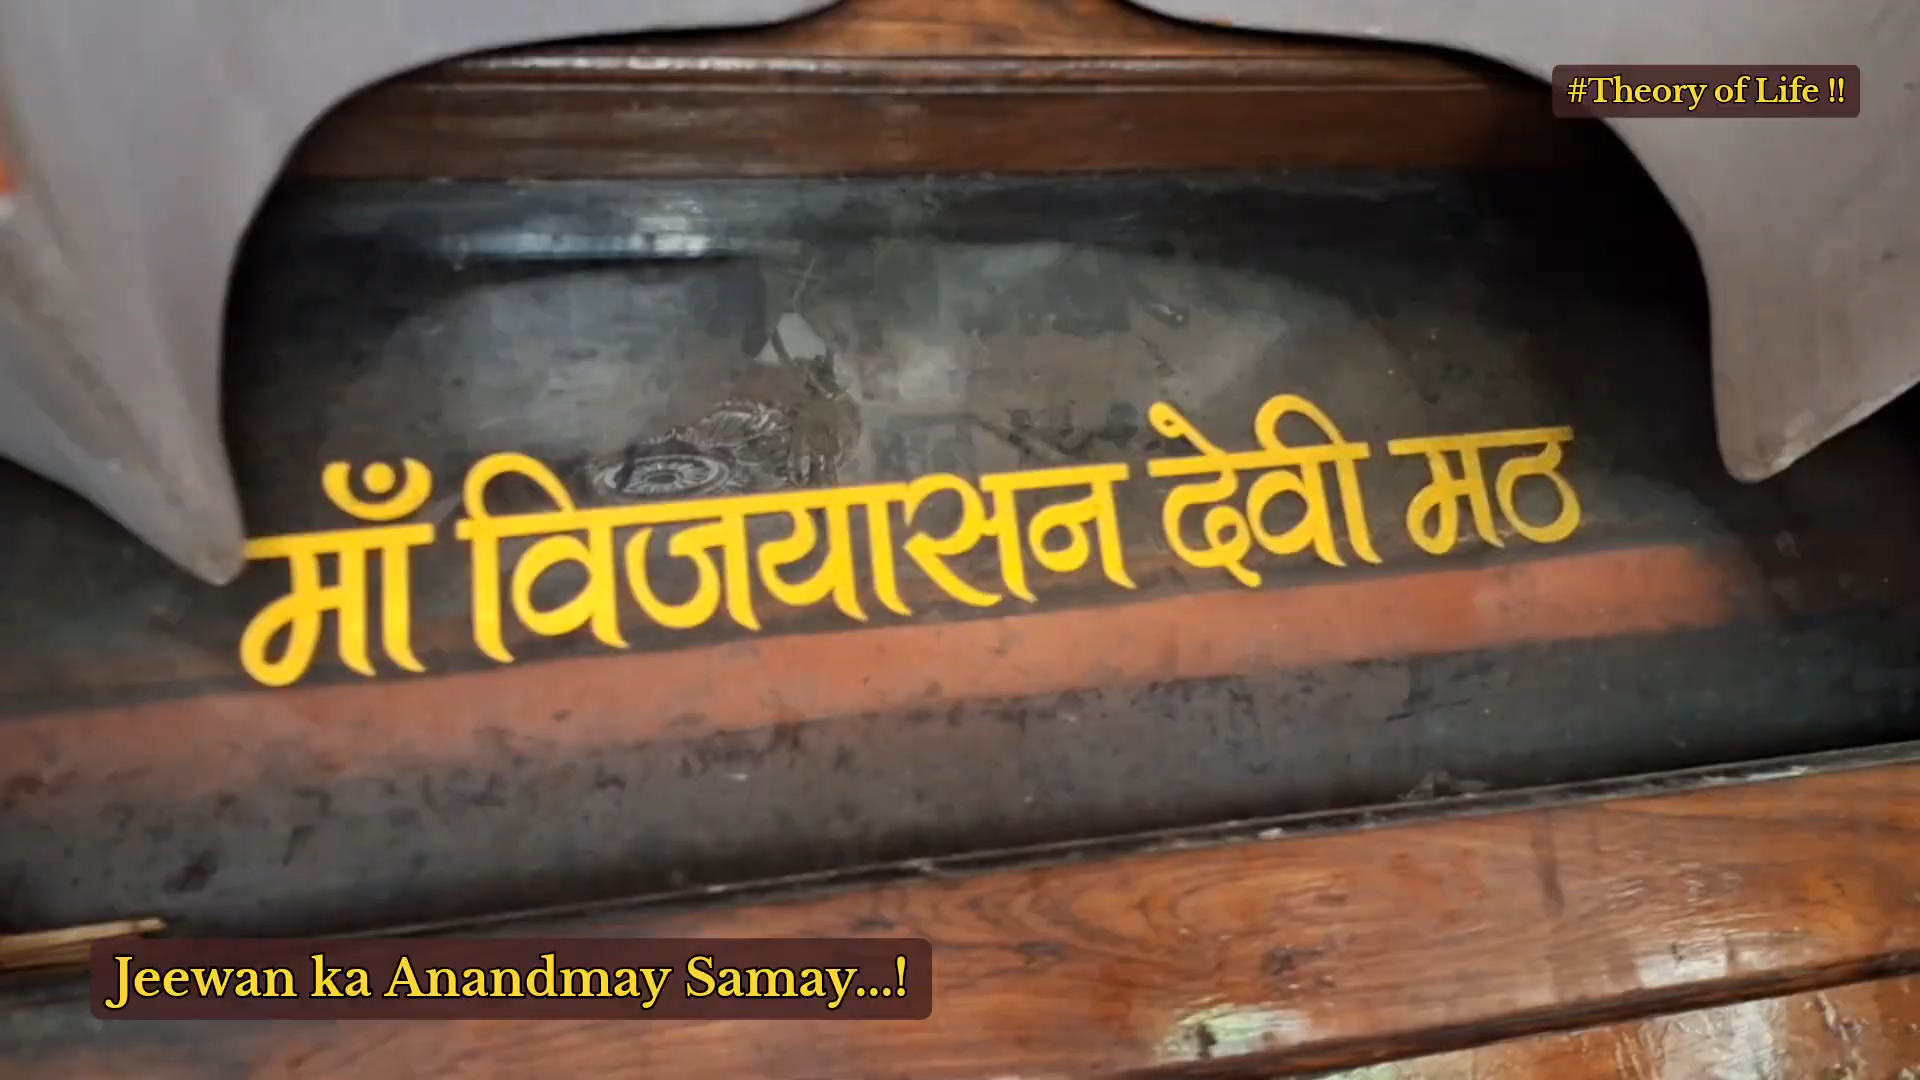 #Theory of Life !!
माँ विजयासन देवी मठ
Jeewan ka Anandmay Samay...!